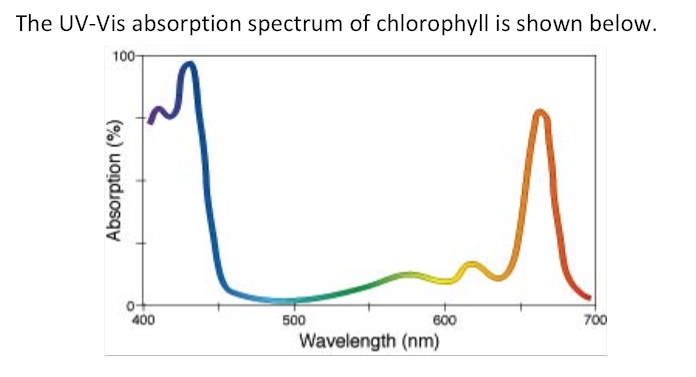 The UV-Vis absorption spectrum of chlorophyll is shown below.
100
Absorption (%)
0
400 500 600 700
Wavelength (nm)